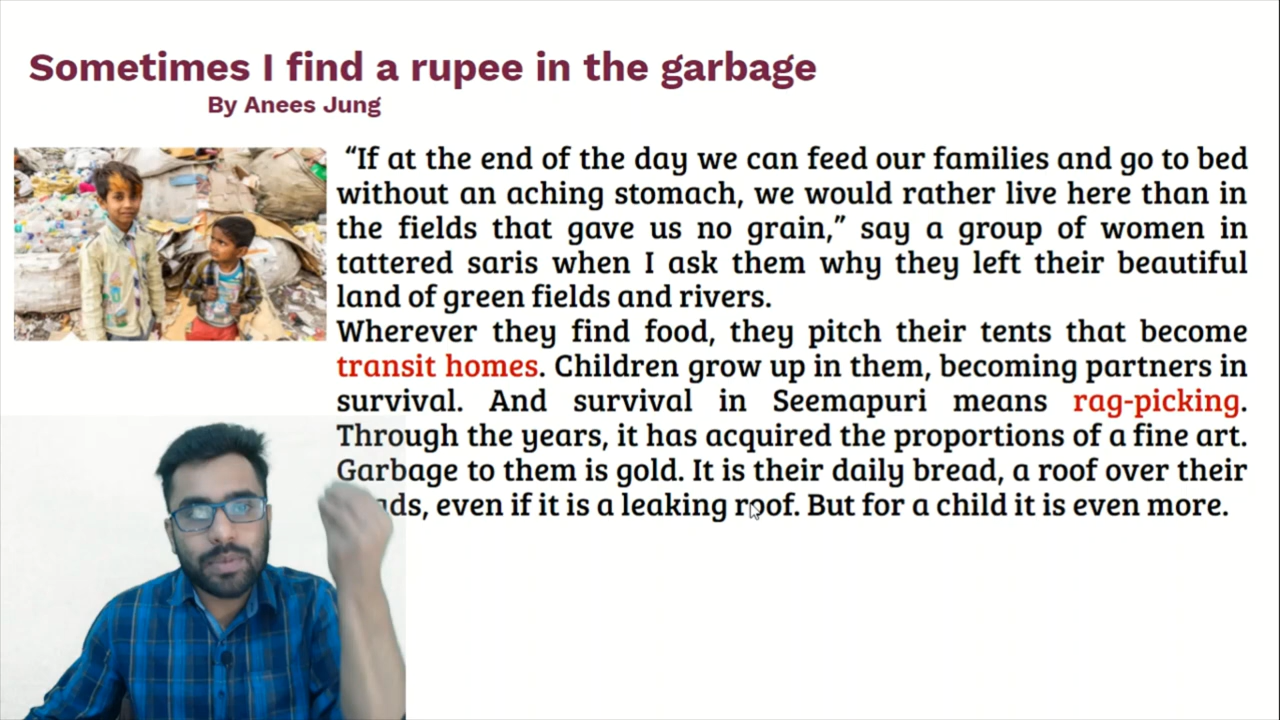 Sometimes I find a rupee in the garbage
By Anees Jung
“If at the end of the day we can feed our families and go to bed
without an aching stomach, we would rather live here than in
the fields that gave us no grain,” say a group of women in
tattered saris when I ask them why they left their beautiful
land of green fields and rivers.
Wherever they find food, they pitch their tents that become
transit homes. Children grow up in them, becoming partners in
survival. And survival in Seemapuri means rag-picking.
Through the years, it has acquired the proportions of a fine art.
Garbage to them is gold. It is their daily bread, a roof over their
even if it is a leaking roof. But for a child it is even more.